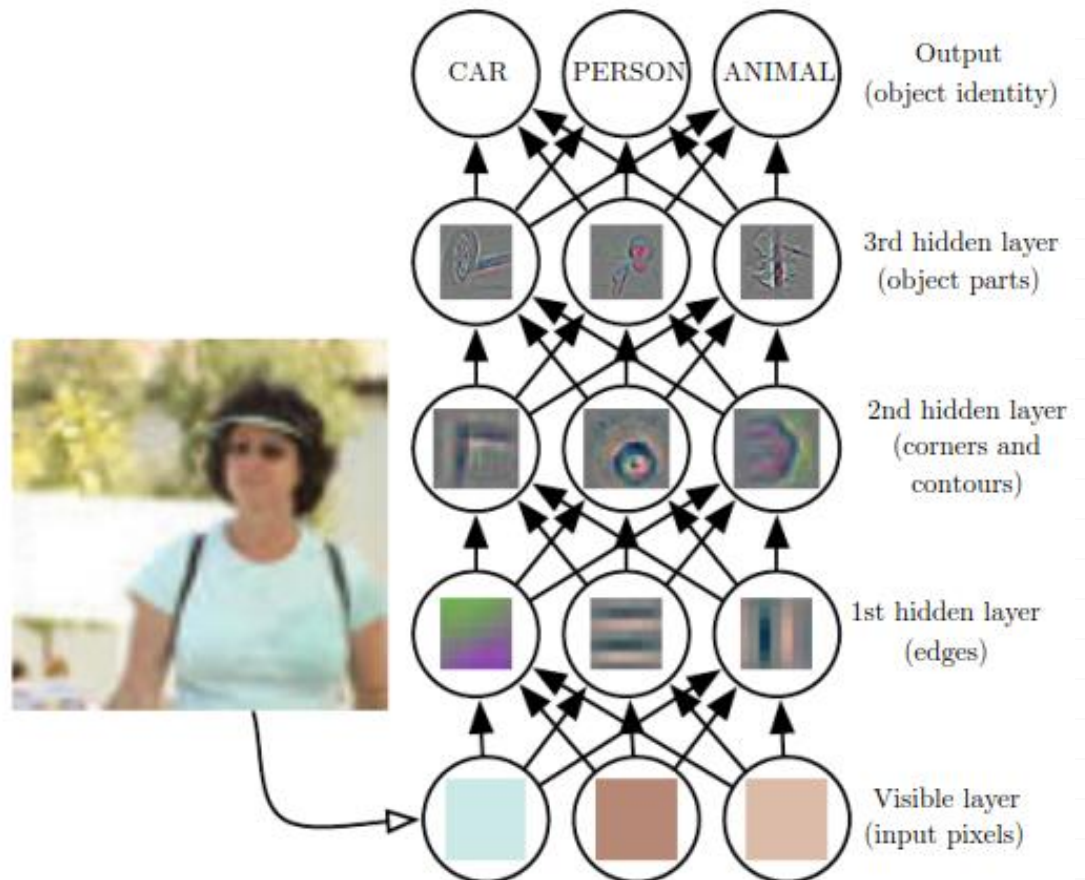 CAR PERSON ANIMAL
Output
(object identity)
3rd hidden layer
(object parts)
2nd hidden layer
(corners and
contours)
1st hidden layer
(edges)
Visible layer
(input pixels)